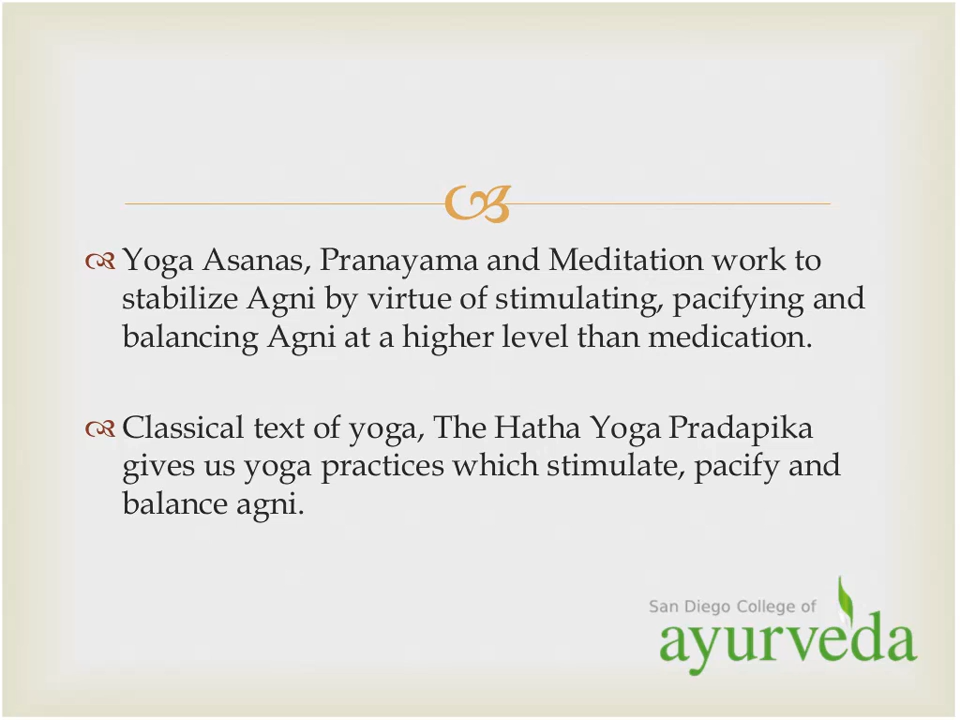 Yoga Asanas, Pranayama and Meditation work to
stabilize Agni by virtue of stimulating, pacifying and
balancing Agni at a higher level than medication.
Classical text of yoga, The Hatha Yoga Pradapika
gives us yoga practices which stimulate, pacify and
balance agni.
San Diego College of
ayurveda